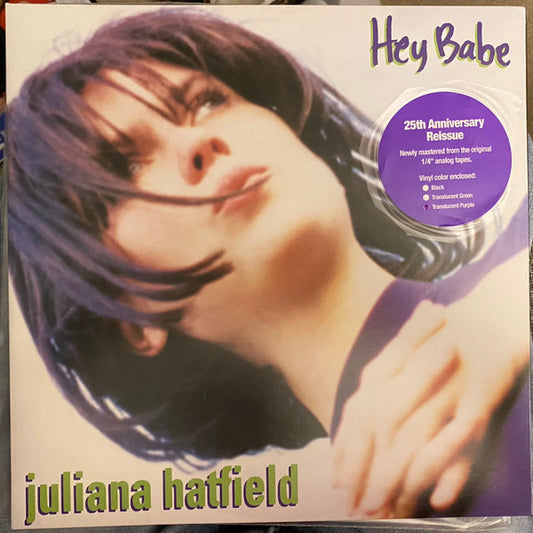 Hey Babe
25th Anniversary
Reissue
Newly mastered from the original
1/4" analog tapes.
Vinyl color enclosed:
Black
Translucent Green
Translucent Purple
juliana hatfield